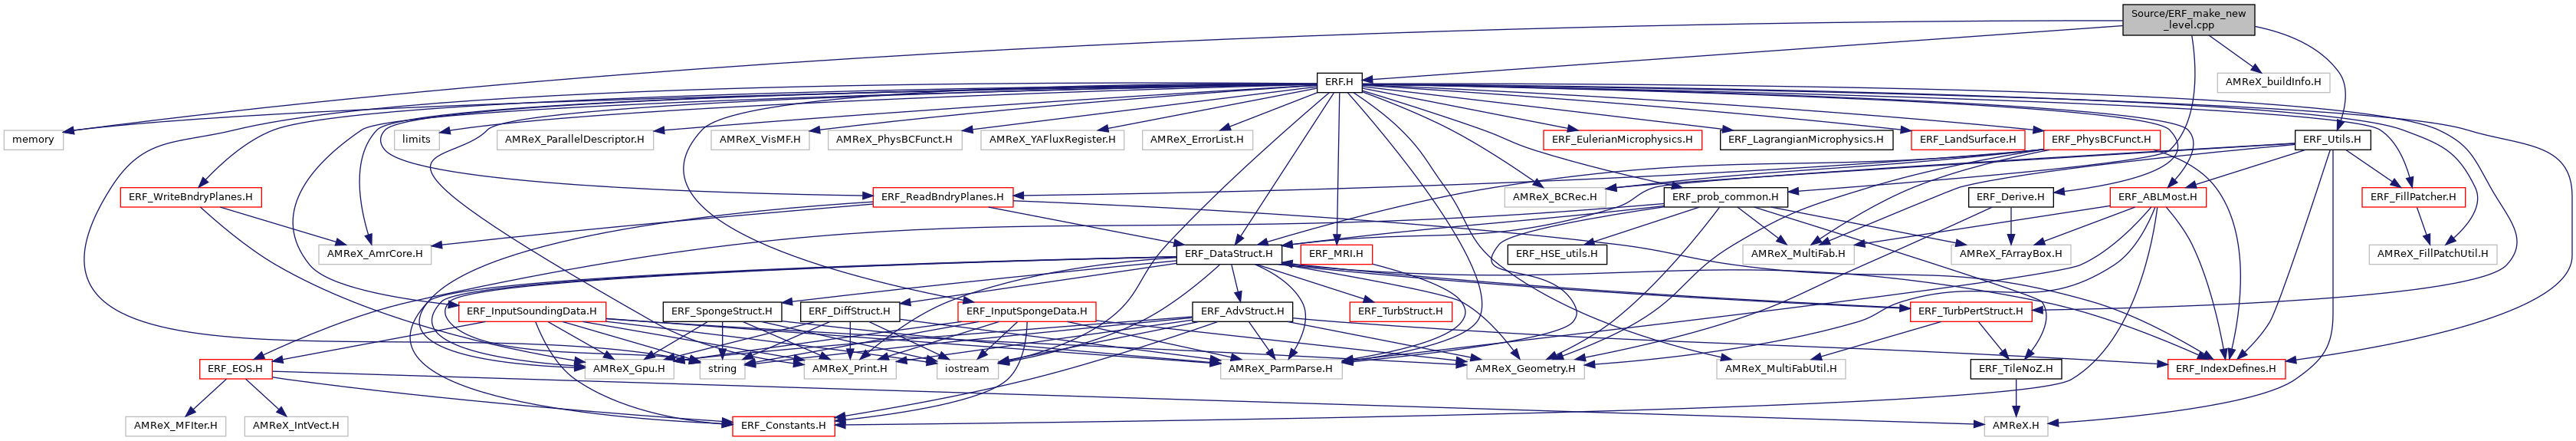 Source/ERF_make_new
_level.cpp
ERF.H
AMReX_buildInfo.H
memory
limits
AMReX_ParallelDescriptor.H
AMReX_VisMF.H
AMReX_PhysBCFunct.H
AMReX_YAFluxRegister.H
AMReX_ErrorList.H
ERF_EulerianMicrophysics.H
ERF_LagrangianMicrophysics.H
ERF_LandSurface.H
ERF_PhysBCFunct.H
ERF_Utils.H
ERF_WriteBndryPlanes.H
ERF_ReadBndryPlanes.H
AMReX_BCRec.H
ERF_prob_common.H
ERF_Derive.H
ERF_ABLMost.H
ERF_FillPatcher.H
AMReX_AmrCore.H
ERF_DataStruct.H
ERF_MRI.H
ERF_HSE_utils.H
AMReX_MultiFab.H
AMReX_FArrayBox.H
AMReX_FillPatchUtil.H
ERF_InputSoundingData.H
ERF_SpongeStruct.H
ERF_DiffStruct.H
ERF_InputSpongeData.H
ERF_AdvStruct.H
ERF_TurbStruct.H
ERF_TurbPertStruct.H
ERF_EOS.H
AMReX_Gpu.H
string
AMReX_Print.H
iostream
AMReX_ParmParse.H
AMReX_Geometry.H
AMReX_MultiFabUtil.H
ERF_TileNoZ.H
ERF_IndexDefines.H
AMReX_MFIter.H
AMReX_IntVect.H
ERF_Constants.H
AMReX.H